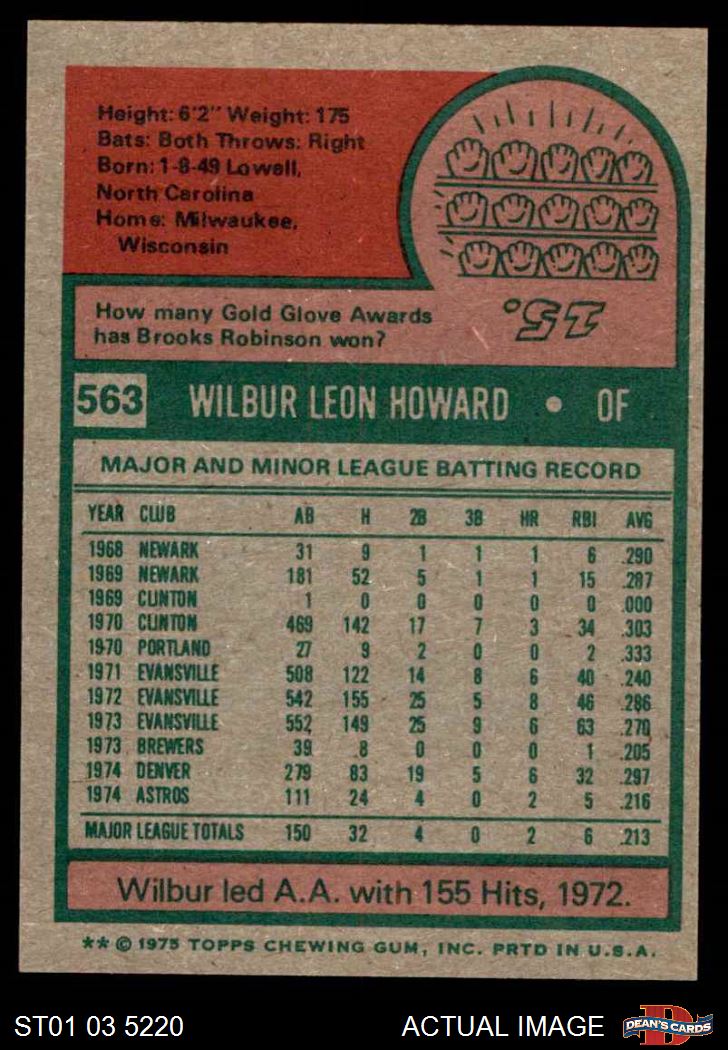 Height: 6'2" Weight: 175
Bats: Both Throws: Right
Born: 1-8-49 Lowell,
North Carolina
Home: Milwaukee,
Wisconsin
How many Gold Glove Awards
has Brooks Robinson won?
15.
563 WILBUR LEON HOWARD • OF
MAJOR AND MINOR LEAGUE BATTING RECORD
YEAR CLUB AB H 2B 3B HR RBI AVG
1968 NEWARK 31 9 1 1 1 6 .290
1969 NEWARK 181 52 5 1 1 15 .287
1969 CLINTON 1 0 0 0 0 0 .000
1970 CLINTON 469 142 17 7 3 34 .303
1970 PORTLAND 27 9 2 0 0 2 .333
1971 EVANSVILLE 508 122 14 8 6 40 .240
1972 EVANSVILLE 542 155 25 5 8 46 .286
1973 EVANSVILLE 552 149 25 9 6 63 .270
1973 BREWERS 39 8 0 0 0 1 .205
1974 DENVER 279 83 19 5 6 32 .297
1974 ASTROS 111 24 4 0 2 5 .216
MAJOR LEAGUE TOTALS 150 32 4 0 2 6 .213
Wilbur led A.A. with 155 Hits, 1972.
** © 1975 TOPPS CHEWING GUM, INC. PRTD IN U.S.A.
ST01 03 5220 ACTUAL IMAGE D DEAN'S CARDS